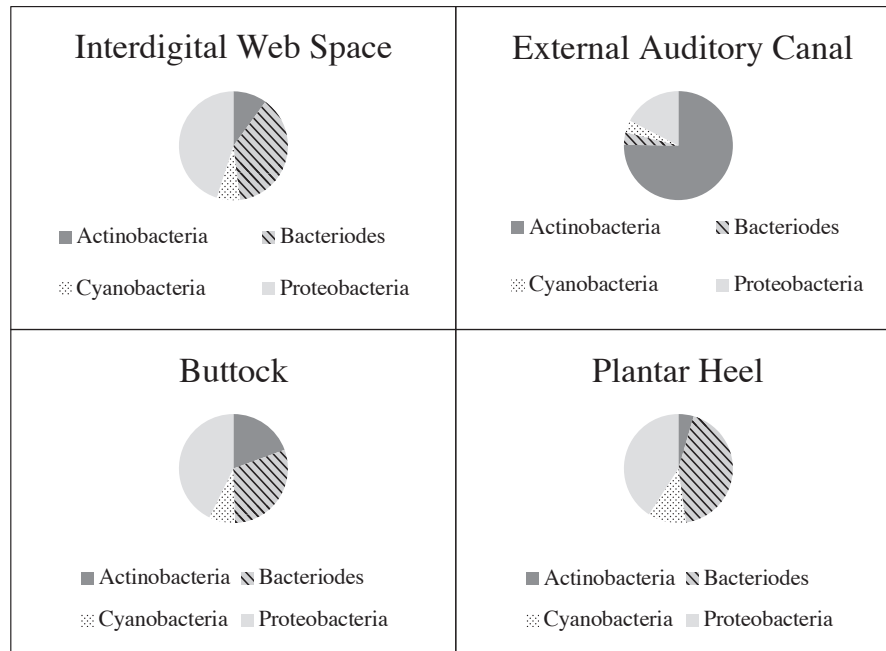 Interdigital Web Space
Actinobacteria
Bacteriodes
Cyanobacteria
Proteobacteria
External Auditory Canal
Actinobacteria
Bacteriodes
Cyanobacteria
Proteobacteria
Buttock
Actinobacteria
Bacteriodes
Cyanobacteria
Proteobacteria
Plantar Heel
Actinobacteria
Bacteriodes
Cyanobacteria
Proteobacteria